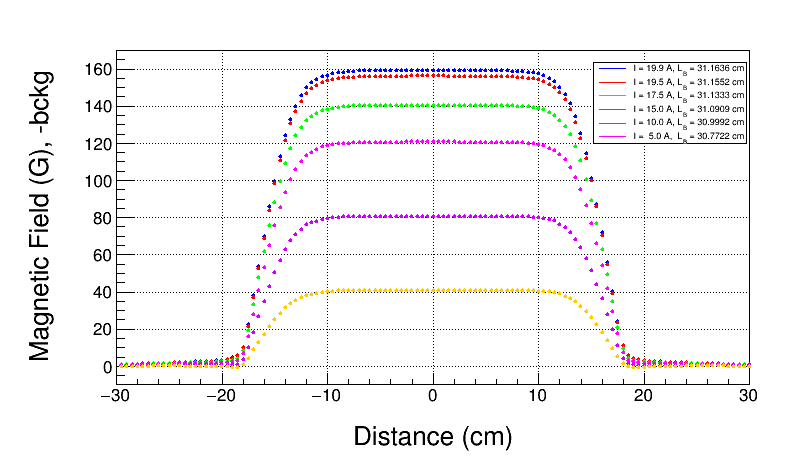 Magnetic Field (G), -bckg
160
140
120
100
80
60
40
20
0
I = 19.9 A, L_B = 31.1636 cm
I = 19.5 A, L_B = 31.1552 cm
I = 17.5 A, L_B = 31.1333 cm
I = 15.0 A, L_B = 31.0909 cm
I = 10.0 A, L_B = 30.9992 cm
I = 5.0 A, L_B = 30.7722 cm
−30 −20 −10 0 10 20 30
Distance (cm)